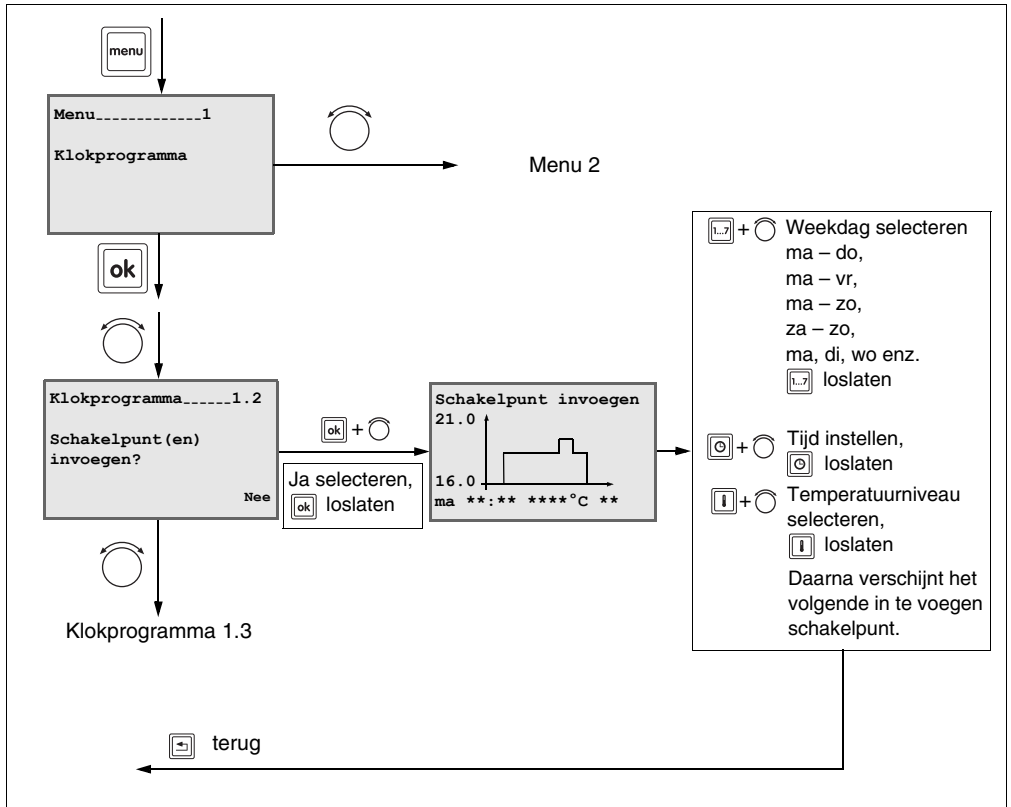 menu
Menu_____________1
Klokprogramma
Menu 2
ok
Klokprogramma______1.2
Schakelpunt(en)
invoegen?
Nee
ok +
Ja selecteren,
ok loslaten
Schakelpunt invoegen
21.0
16.0
ma **:** ****°C **
1...7 + Weekdag selecteren
ma – do,
ma – vr,
ma – zo,
za – zo,
ma, di, wo enz.
1...7 loslaten
+ Tijd instellen,
loslaten
+ Temperatuurniveau
selecteren,
loslaten
Daarna verschijnt het
volgende in te voegen
schakelpunt.
Klokprogramma 1.3
terug